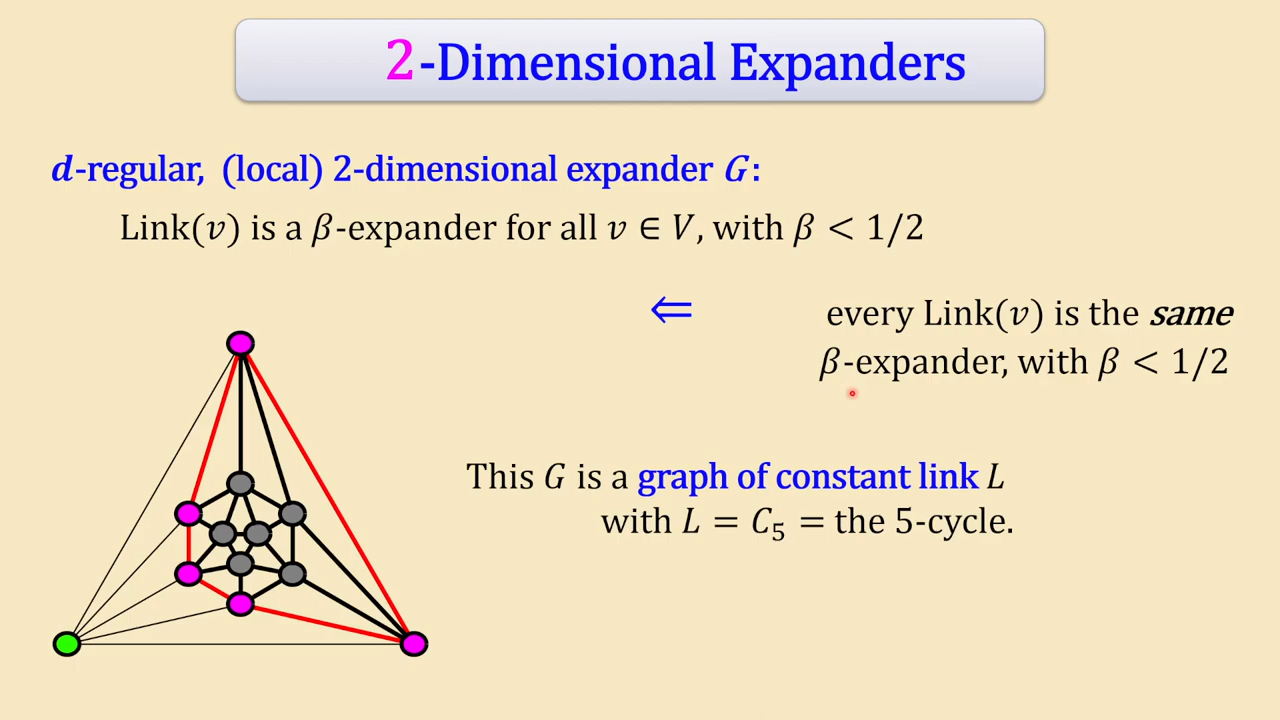 2-Dimensional Expanders
d-regular, (local) 2-dimensional expander G:
Link(v) is a β-expander for all v ∈ V, with β < 1/2
⇐ every Link(v) is the same
β-expander, with β < 1/2
This G is a graph of constant link L
with L = C₅ = the 5-cycle.